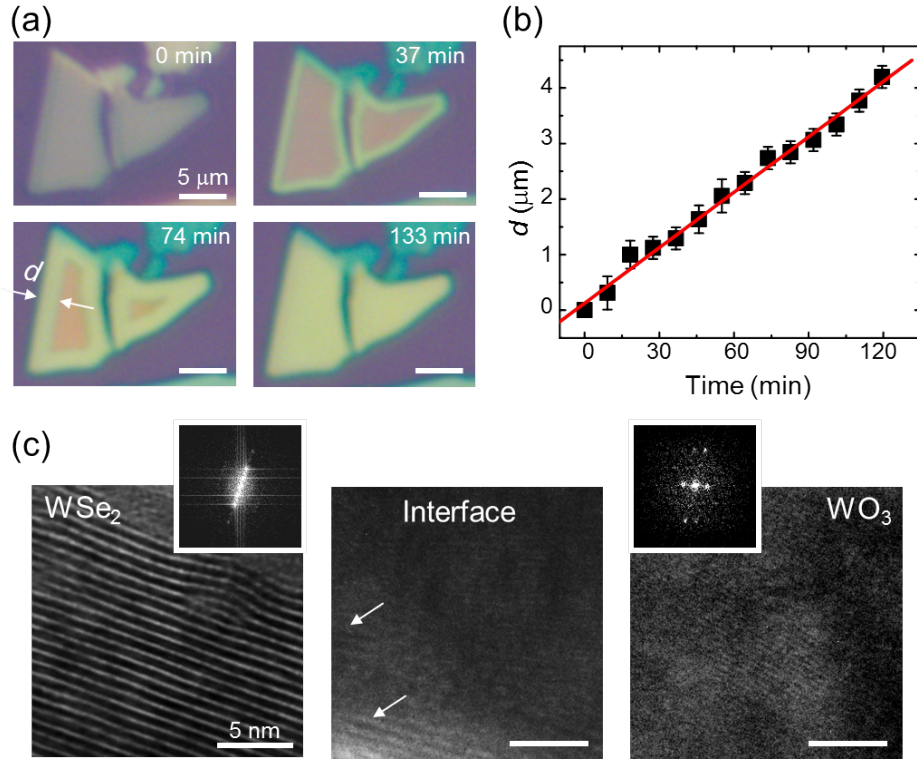 (a)
0 min
5 μm
37 min
74 min
d
133 min
(b)
d (μm)
4
3
2
1
0
0 30 60 90 120
Time (min)
(c)
WSe₂
5 nm
Interface
WO₃